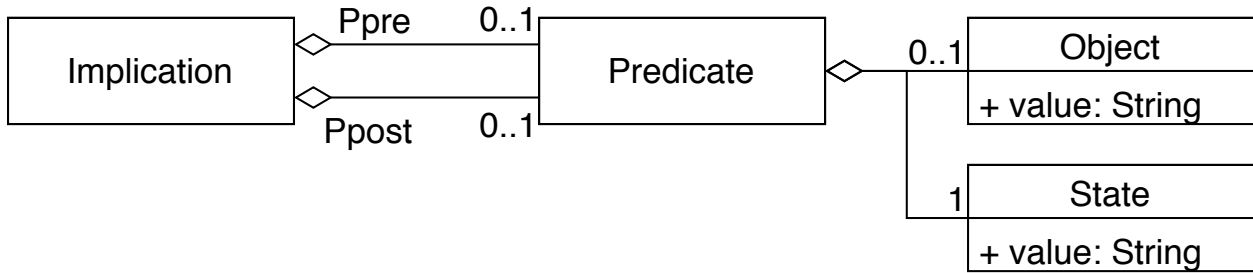 Ppre 0..1
Implication
Ppost 0..1
Predicate
0..1 Object
+ value: String
1 State
+ value: String